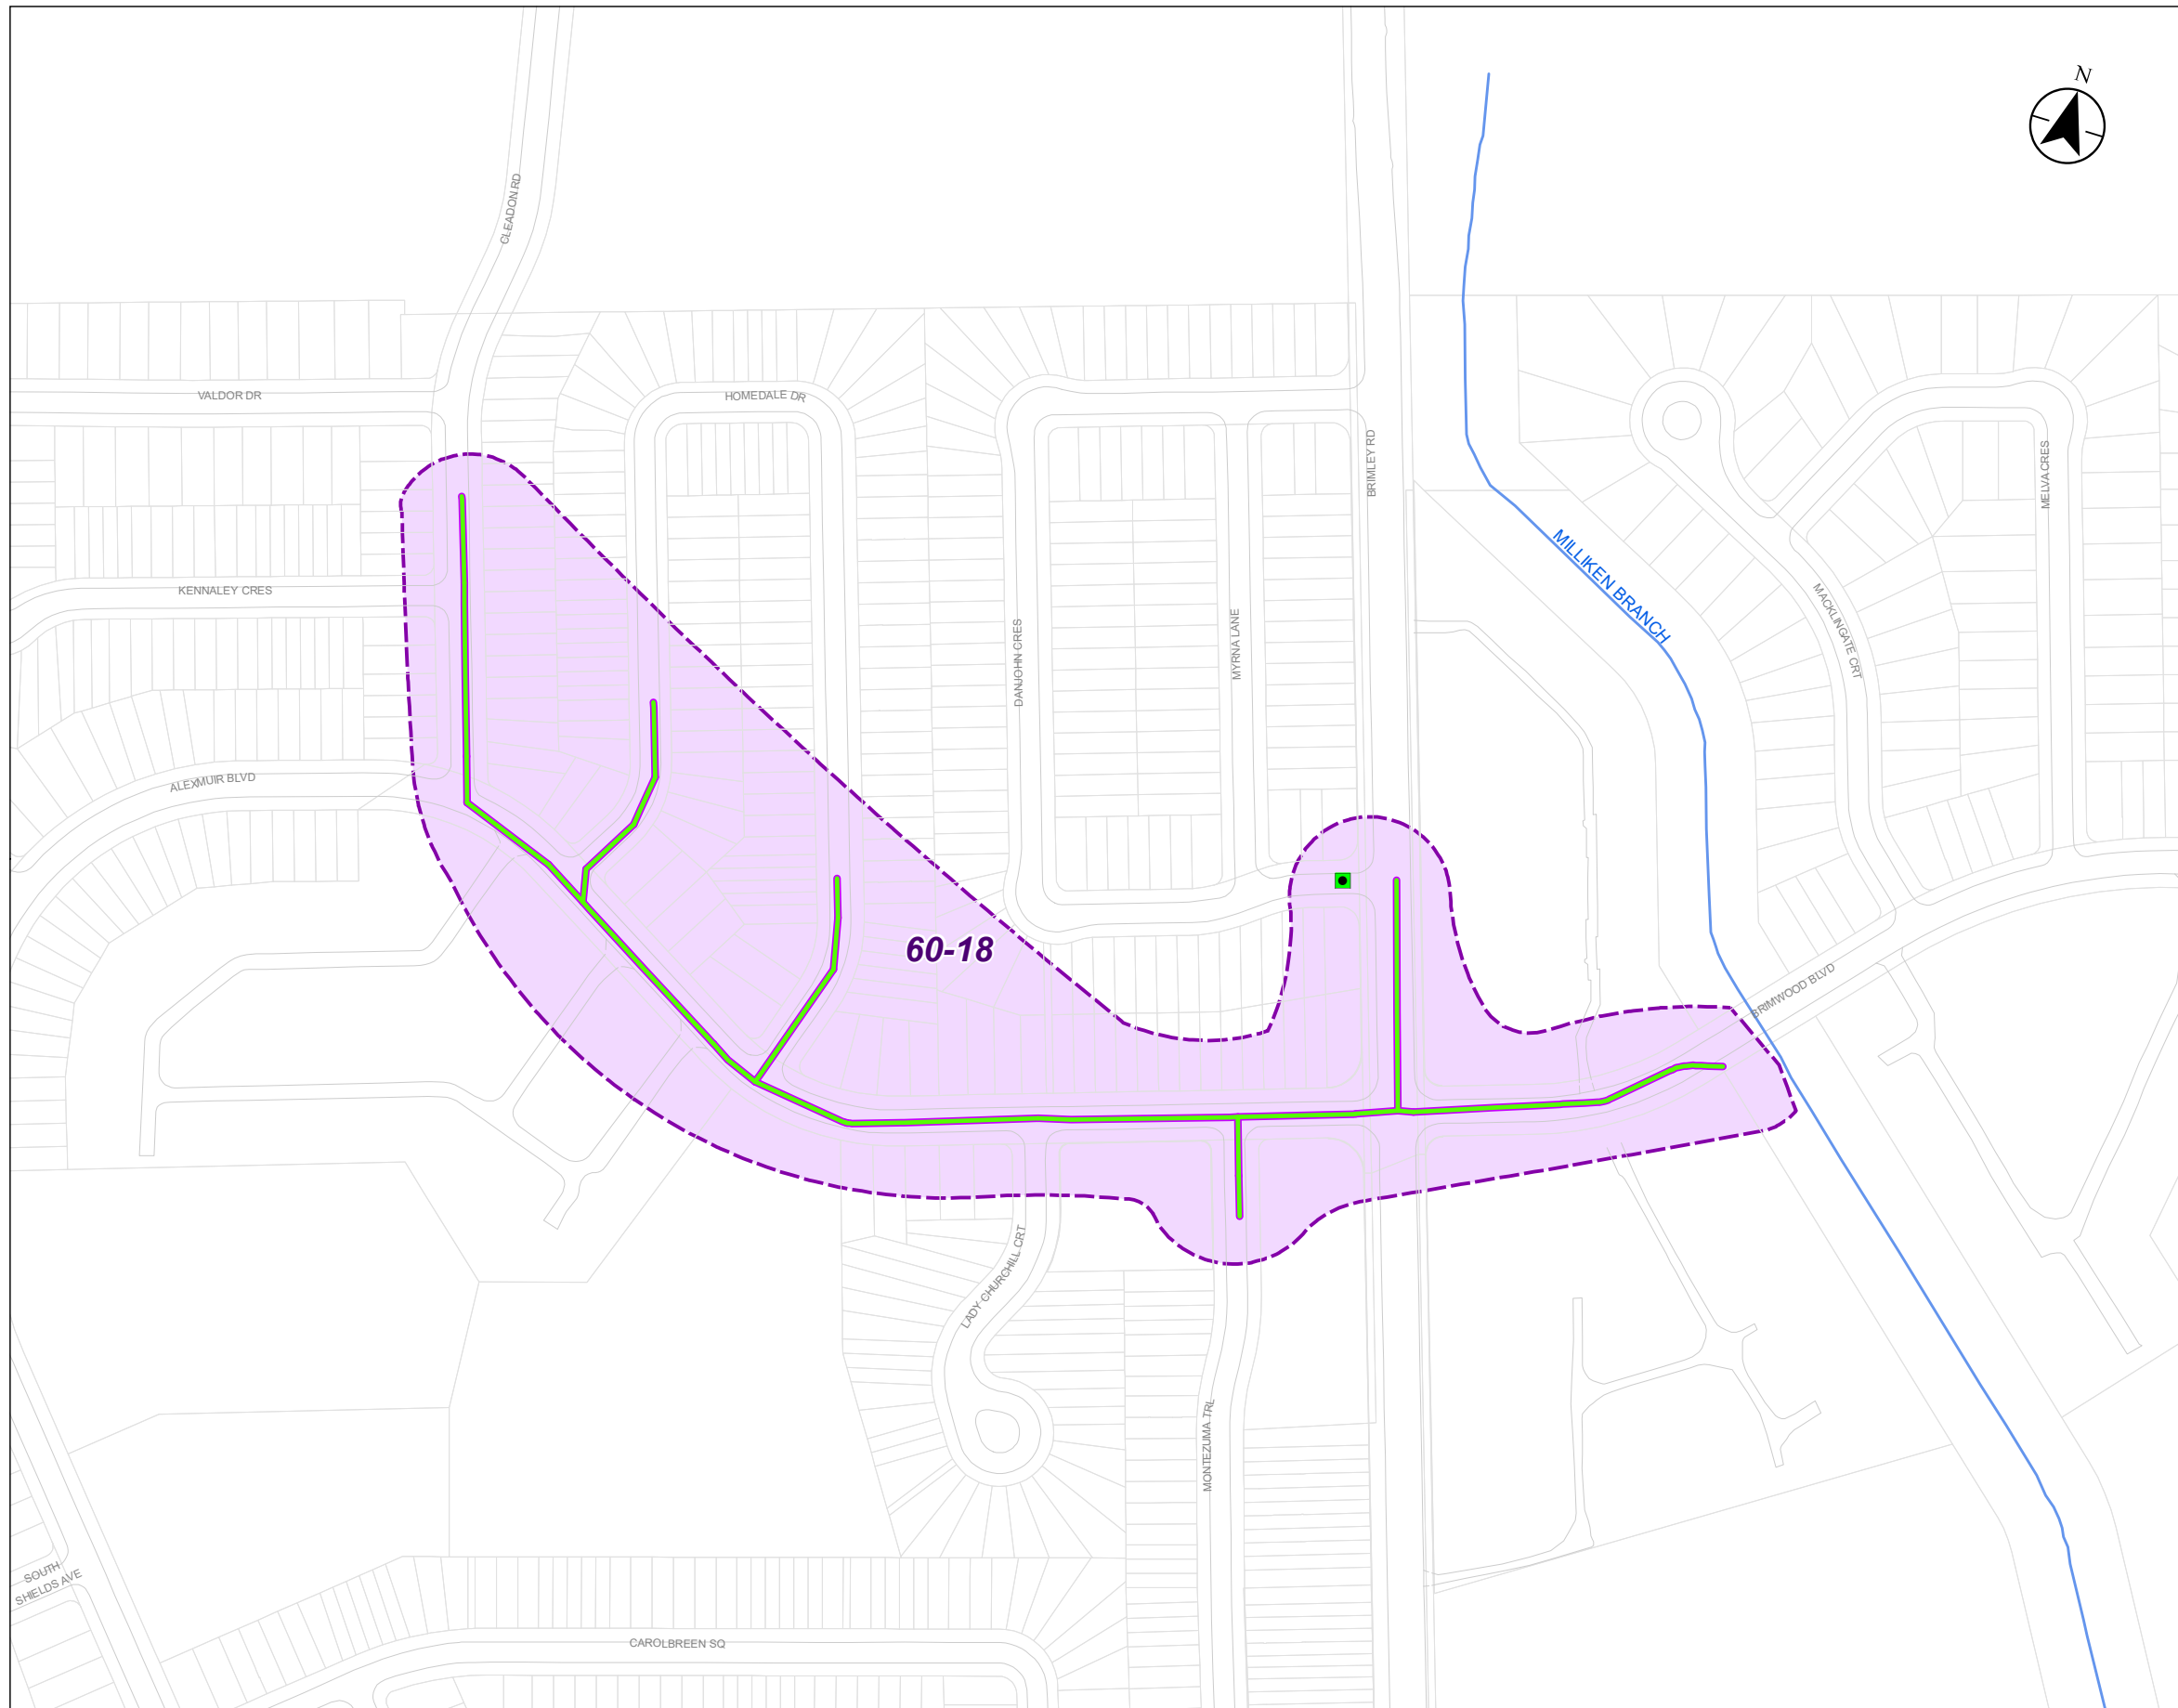 N
CLEADON RD
VALDOR DR
HOMEDALE DR
BRIMLEY RD
MELVA CRES
MILLIKEN BRANCH
KENNALEY CRES
MACKLINGATE CRT
DANJOHN CRES
MYRNA LANE
ALEXMUIR BLVD
60-18
BRIMWOOD BLVD
LADY CHURCHILL CRT
MONTEZUMA TRL
SOUTH
SHIELDS AVE
CAROLBREEN SQ